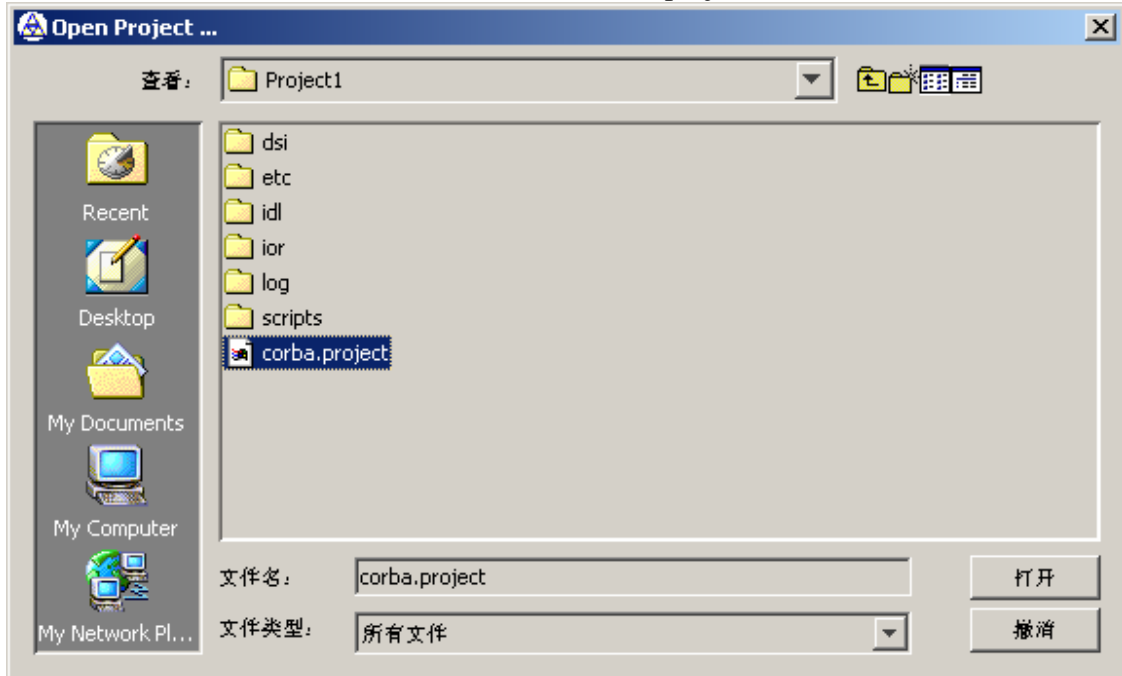 Open Project ...
查看:
Project1
dsi
etc
idl
ior
log
scripts
corba.project
Recent
Desktop
My Documents
My Computer
My Network Pl...
文件名:
corba.project
打开
文件类型:
所有文件
撤消